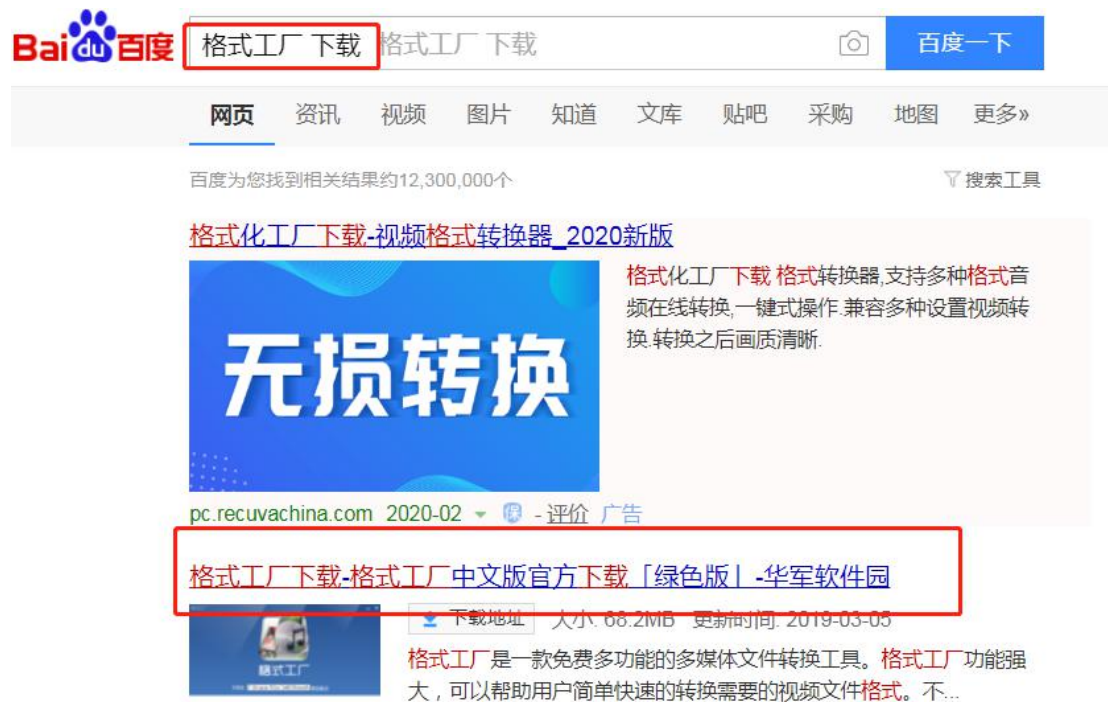 Bai du 百度 格式工厂 下载 格式工厂 下载 百度一下
网页 资讯 视频 图片 知道 文库 贴吧 采购 地图 更多»
百度为您找到相关结果约12,300,000个 搜索工具
格式化工厂下载-视频格式转换器_2020新版
无损转换
格式化工厂下载 格式转换器,支持多种格式音
频在线转换,一键式操作.兼容多种设置视频转
换.转换之后画质清晰.
pc.recuvachina.com 2020-02 保 - 评价 广告
格式工厂下载-格式工厂中文版官方下载「绿色版」-华军软件园
下载地址 大小: 68.2MB 更新时间: 2019-03-05
格式工厂
格式工厂是一款免费多功能的多媒体文件转换工具。格式工厂功能强
大，可以帮助用户简单快速的转换需要的视频文件格式。不...